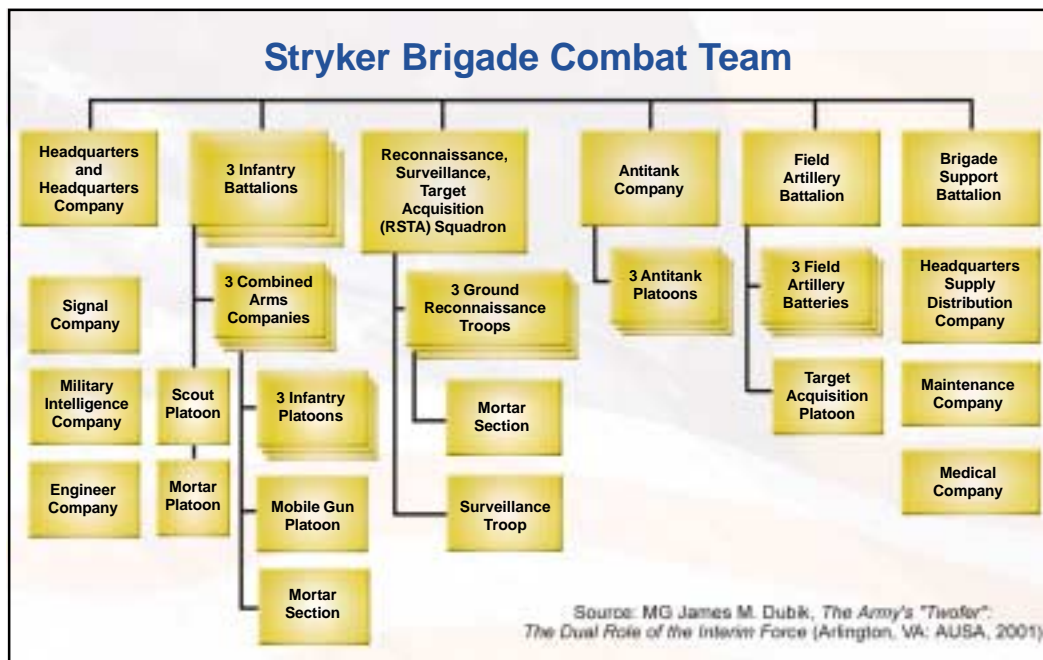 Stryker Brigade Combat Team
Headquarters
and
Headquarters
Company
3 Infantry
Battalions
Reconnaissance,
Surveillance,
Target
Acquisition
(RSTA) Squadron
Antitank
Company
Field
Artillery
Battalion
Brigade
Support
Battalion
Signal
Company
Military
Intelligence
Company
Engineer
Company
3 Combined
Arms
Companies
Scout
Platoon
Mortar
Platoon
3 Infantry
Platoons
Mobile Gun
Platoon
Mortar
Section
3 Ground
Reconnaissance
Troops
Mortar
Section
Surveillance
Troop
3 Antitank
Platoons
3 Field
Artillery
Batteries
Target
Acquisition
Platoon
Headquarters
Supply
Distribution
Company
Maintenance
Company
Medical
Company
Source: MG James M. Dubik, The Army's "Twofer":
The Dual Role of the Interim Force (Arlington, VA: AUSA, 2001)